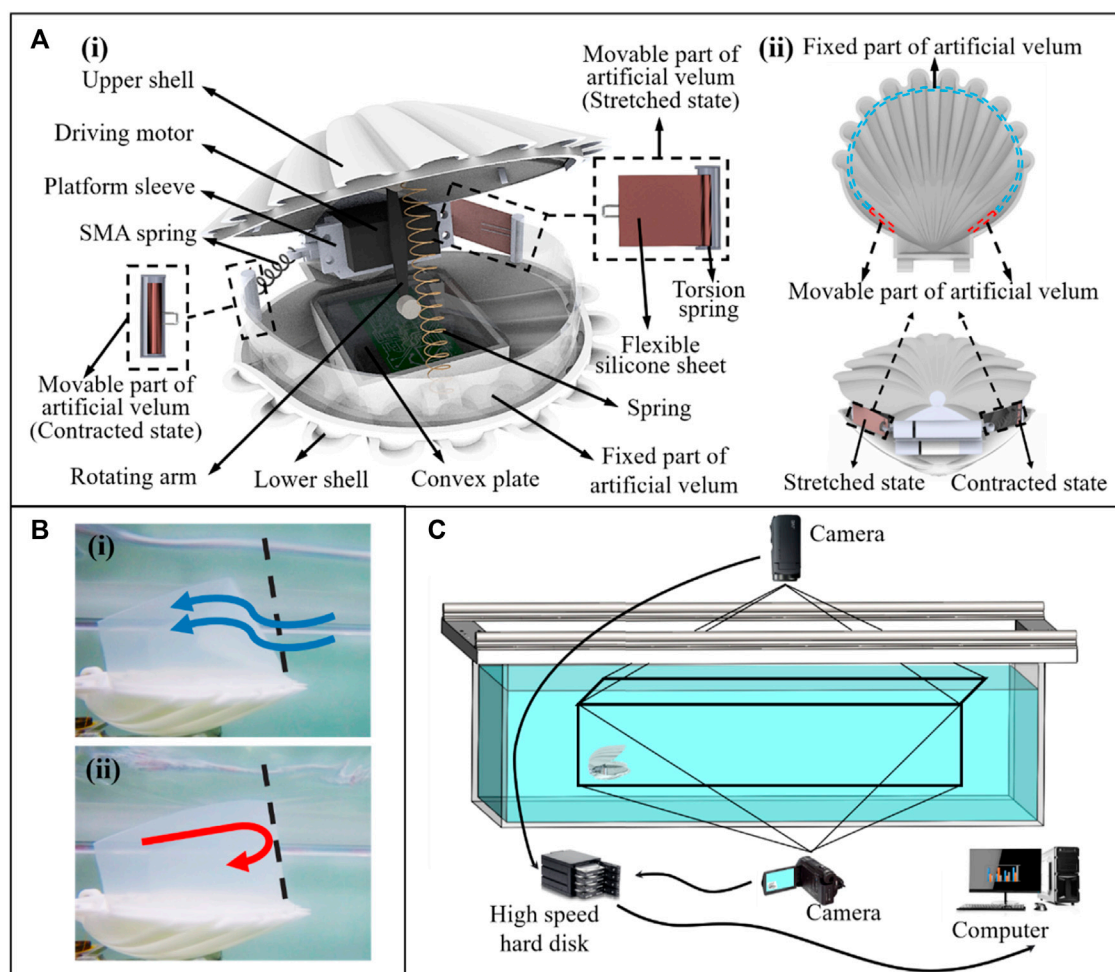 A
(i)
Upper shell
Driving motor
Platform sleeve
SMA spring
Movable part of
artificial velum
(Contracted state)
Rotating arm
Lower shell
Convex plate
Movable part of
artificial velum
(Stretched state)
Torsion
spring
Flexible
silicone sheet
Spring
Fixed part of
artificial velum
(ii)
Fixed part of artificial velum
Movable part of artificial velum
Stretched state
Contracted state
B
(i)
(ii)
C
Camera
High speed
hard disk
Camera
Computer